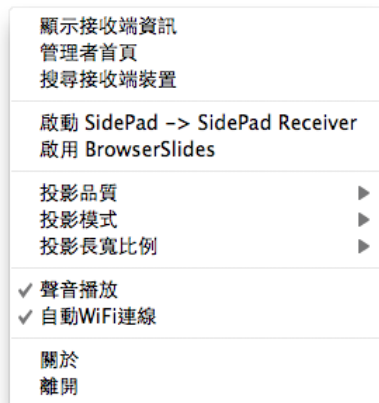 顯示接收端資訊
管理者首頁
搜尋接收端裝置
啟動 SidePad -> SidePad Receiver
啟用 BrowserSlides
投影品質
投影模式
投影長寬比例
聲音播放
自動WiFi連線
關於
離開